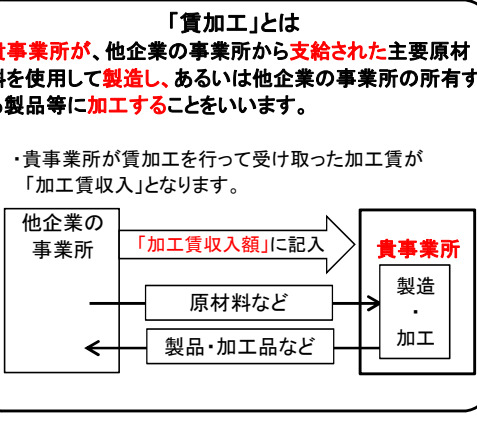 「賃加工」とは
貴事業所が、他企業の事業所から支給された主要原材
料を使用して製造し、あるいは他企業の事業所の所有す
る製品等に加工することをいいます。
・貴事業所が賃加工を行って受け取った加工賃が
「加工賃収入」となります。
他企業の
事業所
「加工賃収入額」に記入
貴事業所
原材料など
製造
・
加工
製品・加工品など